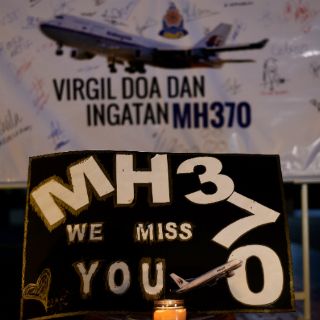 VIRGIL DOA DAN
INGATAN MH370
MH370
WE MISS
YOU